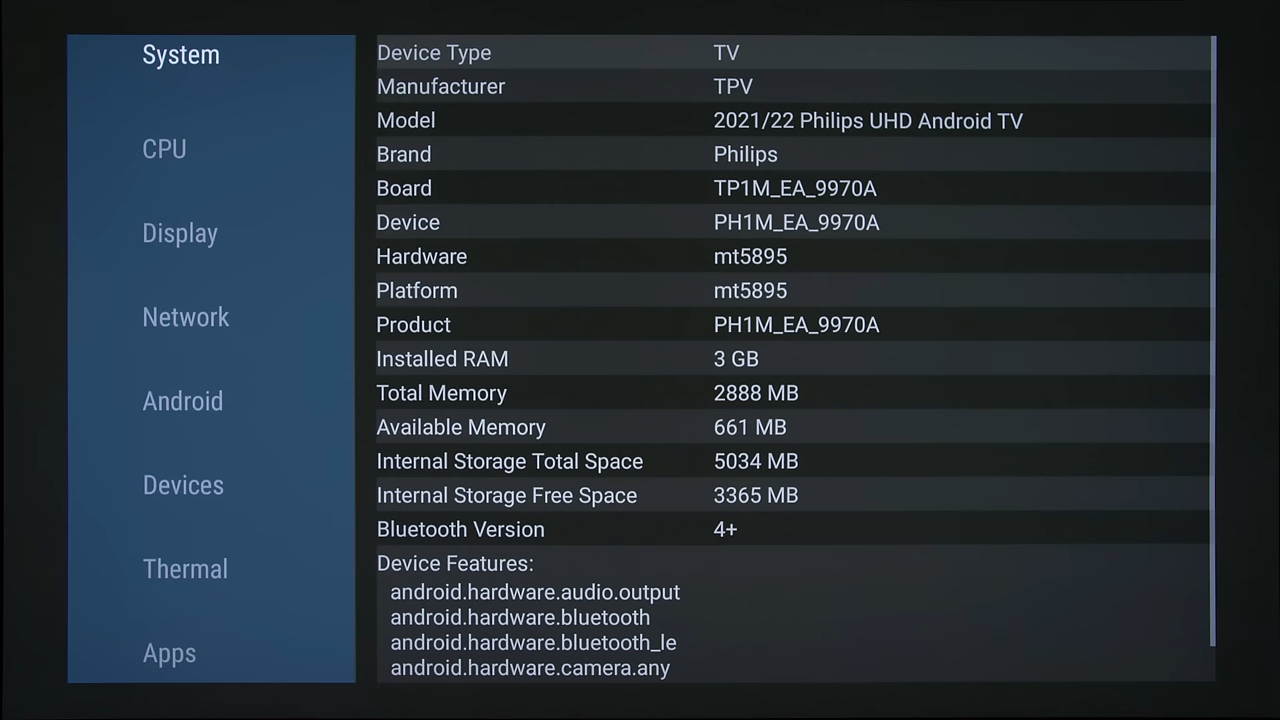 System
CPU
Display
Network
Android
Devices
Thermal
Apps
Device Type TV
Manufacturer TPV
Model 2021/22 Philips UHD Android TV
Brand Philips
Board TP1M_EA_9970A
Device PH1M_EA_9970A
Hardware mt5895
Platform mt5895
Product PH1M_EA_9970A
Installed RAM 3 GB
Total Memory 2888 MB
Available Memory 661 MB
Internal Storage Total Space 5034 MB
Internal Storage Free Space 3365 MB
Bluetooth Version 4+
Device Features:
android.hardware.audio.output
android.hardware.bluetooth
android.hardware.bluetooth_le
android.hardware.camera.any